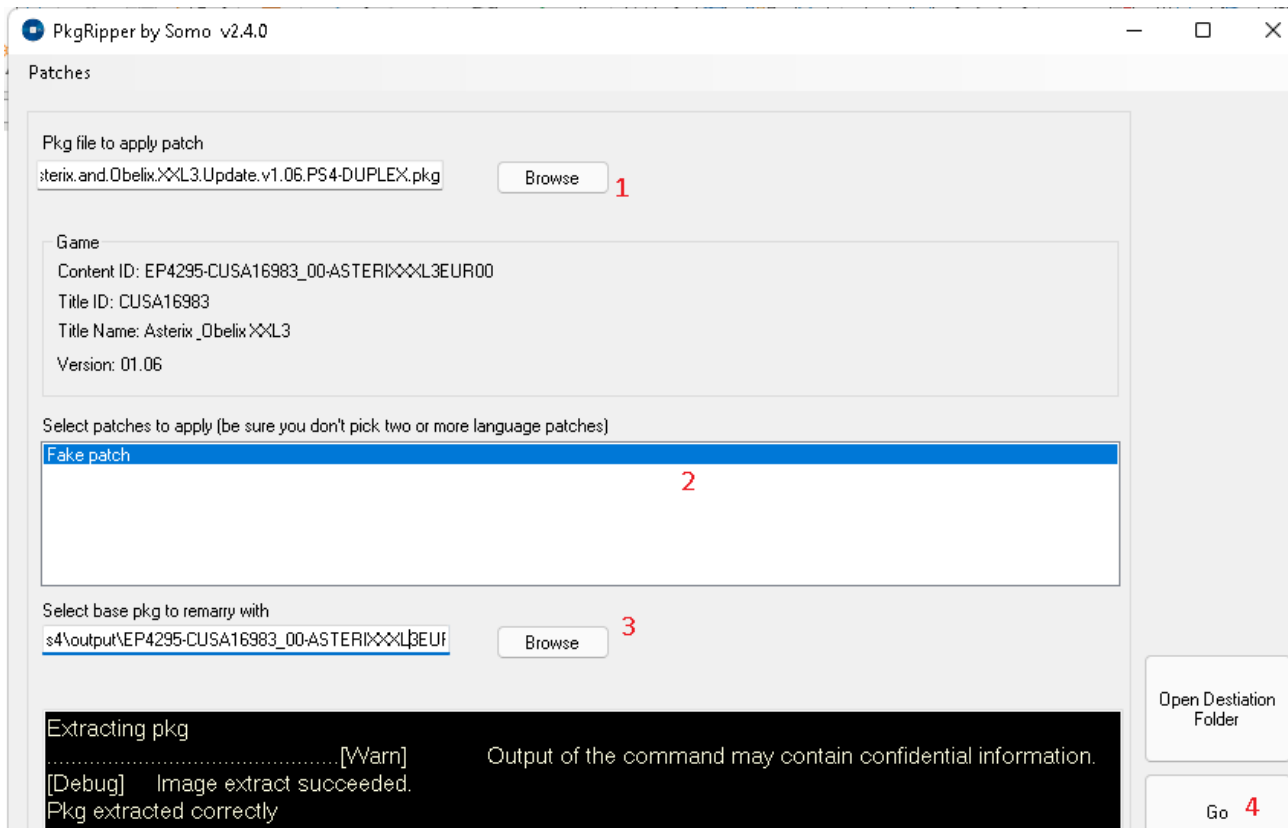 PkgRipper by Somo v2.4.0
Patches
Pkg file to apply patch
sterix.and.Obelix.XXL3.Update.v1.06.PS4-DUPLEX.pkg
Browse
1
Game
Content ID: EP4295-CUSA16983_00-ASTERIXXXL3EUR00
Title ID: CUSA16983
Title Name: Asterix _Obelix XXL3
Version: 01.06
Select patches to apply (be sure you don't pick two or more language patches)
Fake patch
2
Select base pkg to remarry with
s4\output\EP4295-CUSA16983_00-ASTERIXXXL3EUR
Browse
3
Open Destiation
Folder
Extracting pkg
................................................[Warn] Output of the command may contain confidential information.
[Debug] Image extract succeeded.
Pkg extracted correctly
Go
4